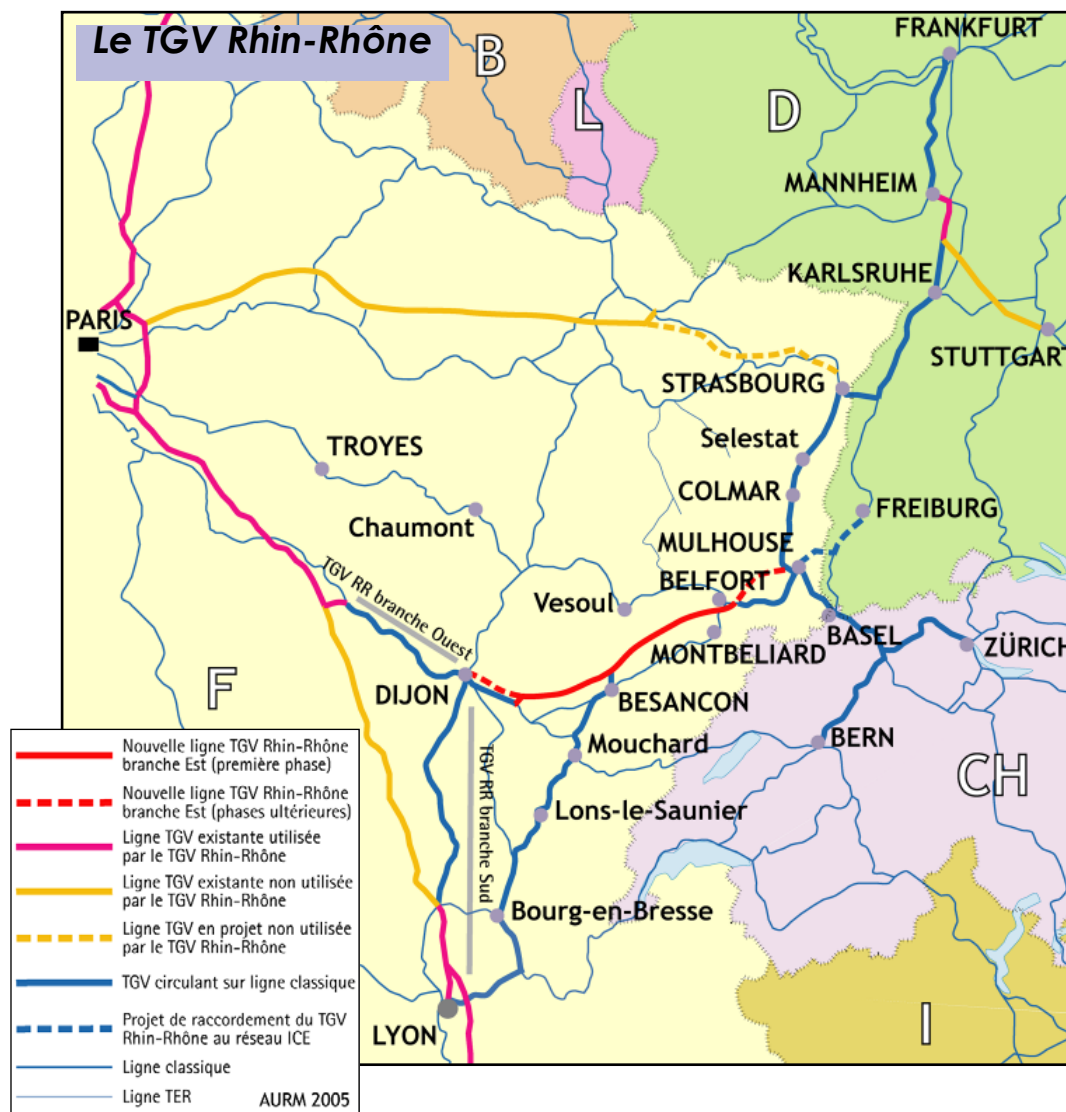 Le TGV Rhin-Rhône
B
L
D
FRANKFURT
MANNHEIM
KARLSRUHE
PARIS
STUTTGART
STRASBOURG
Selestat
TROYES
COLMAR
Chaumont
FREIBURG
MULHOUSE
BELFORT
Vesoul
TGV RR branche Ouest
BASEL
MONTBELIARD
ZÜRICH
F
DIJON
BESANCON
Mouchard
BERN
CH
TGV RR branche Sud
Lons-le-Saunier
Bourg-en-Bresse
LYON
I
Nouvelle ligne TGV Rhin-Rhône
branche Est (première phase)
Nouvelle ligne TGV Rhin-Rhône
branche Est (phases ultérieures)
Ligne TGV existante utilisée
par le TGV Rhin-Rhône
Ligne TGV existante non utilisée
par le TGV Rhin-Rhône
Ligne TGV en projet non utilisée
par le TGV Rhin-Rhône
TGV circulant sur ligne classique
Projet de raccordement du TGV
Rhin-Rhône au réseau ICE
Ligne classique
Ligne TER
AURM 2005